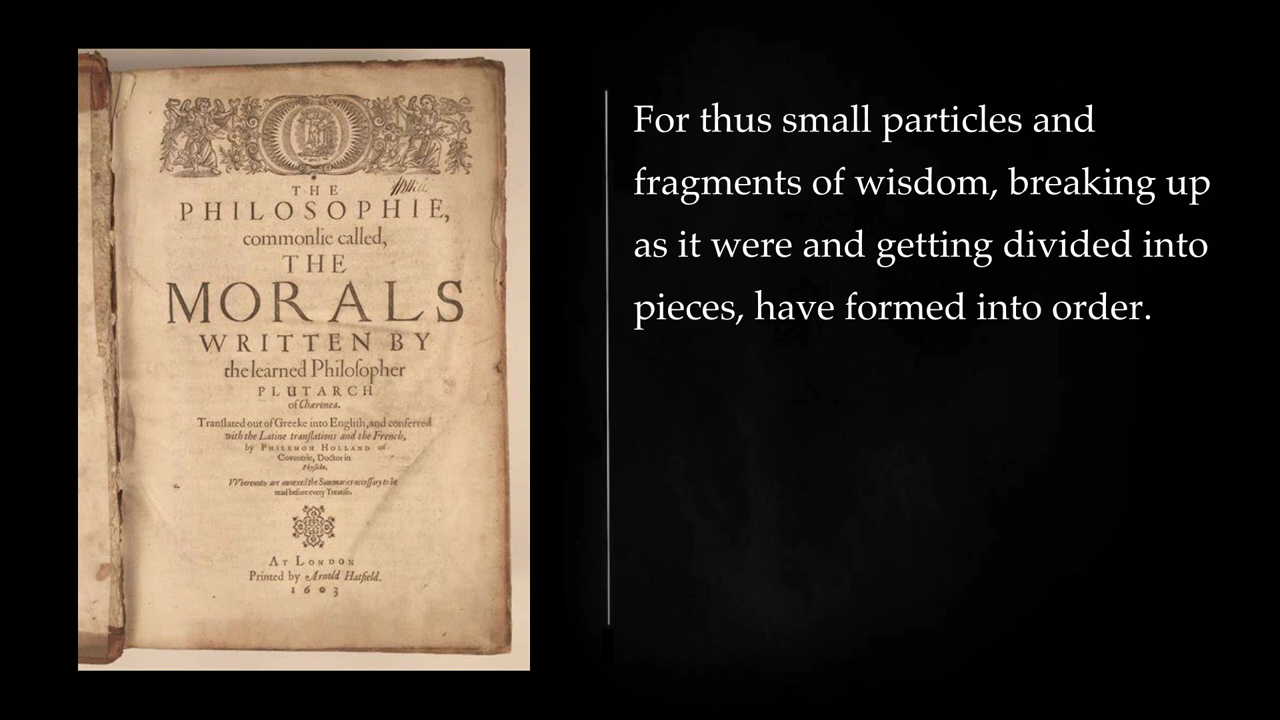 THE
PHILOSOPHIE,
commonlie called,
THE
MORALS
WRITTEN BY
the learned Philoſopher
PLUTARCH
of Chæronea.
Tranſlated out of Greeke into Engliſh, and conferred
with the Latine tranſlations and the French,
by PHILEMON HOLLAND of
Coventrie, Doctor in
Phyſicke.
VVhereunto are annexed the Summaries neceſſary to be
read before every Treatiſe.
AT LONDON
Printed by Arnold Hatfield.
1603
For thus small particles and
fragments of wisdom, breaking up
as it were and getting divided into
pieces, have formed into order.